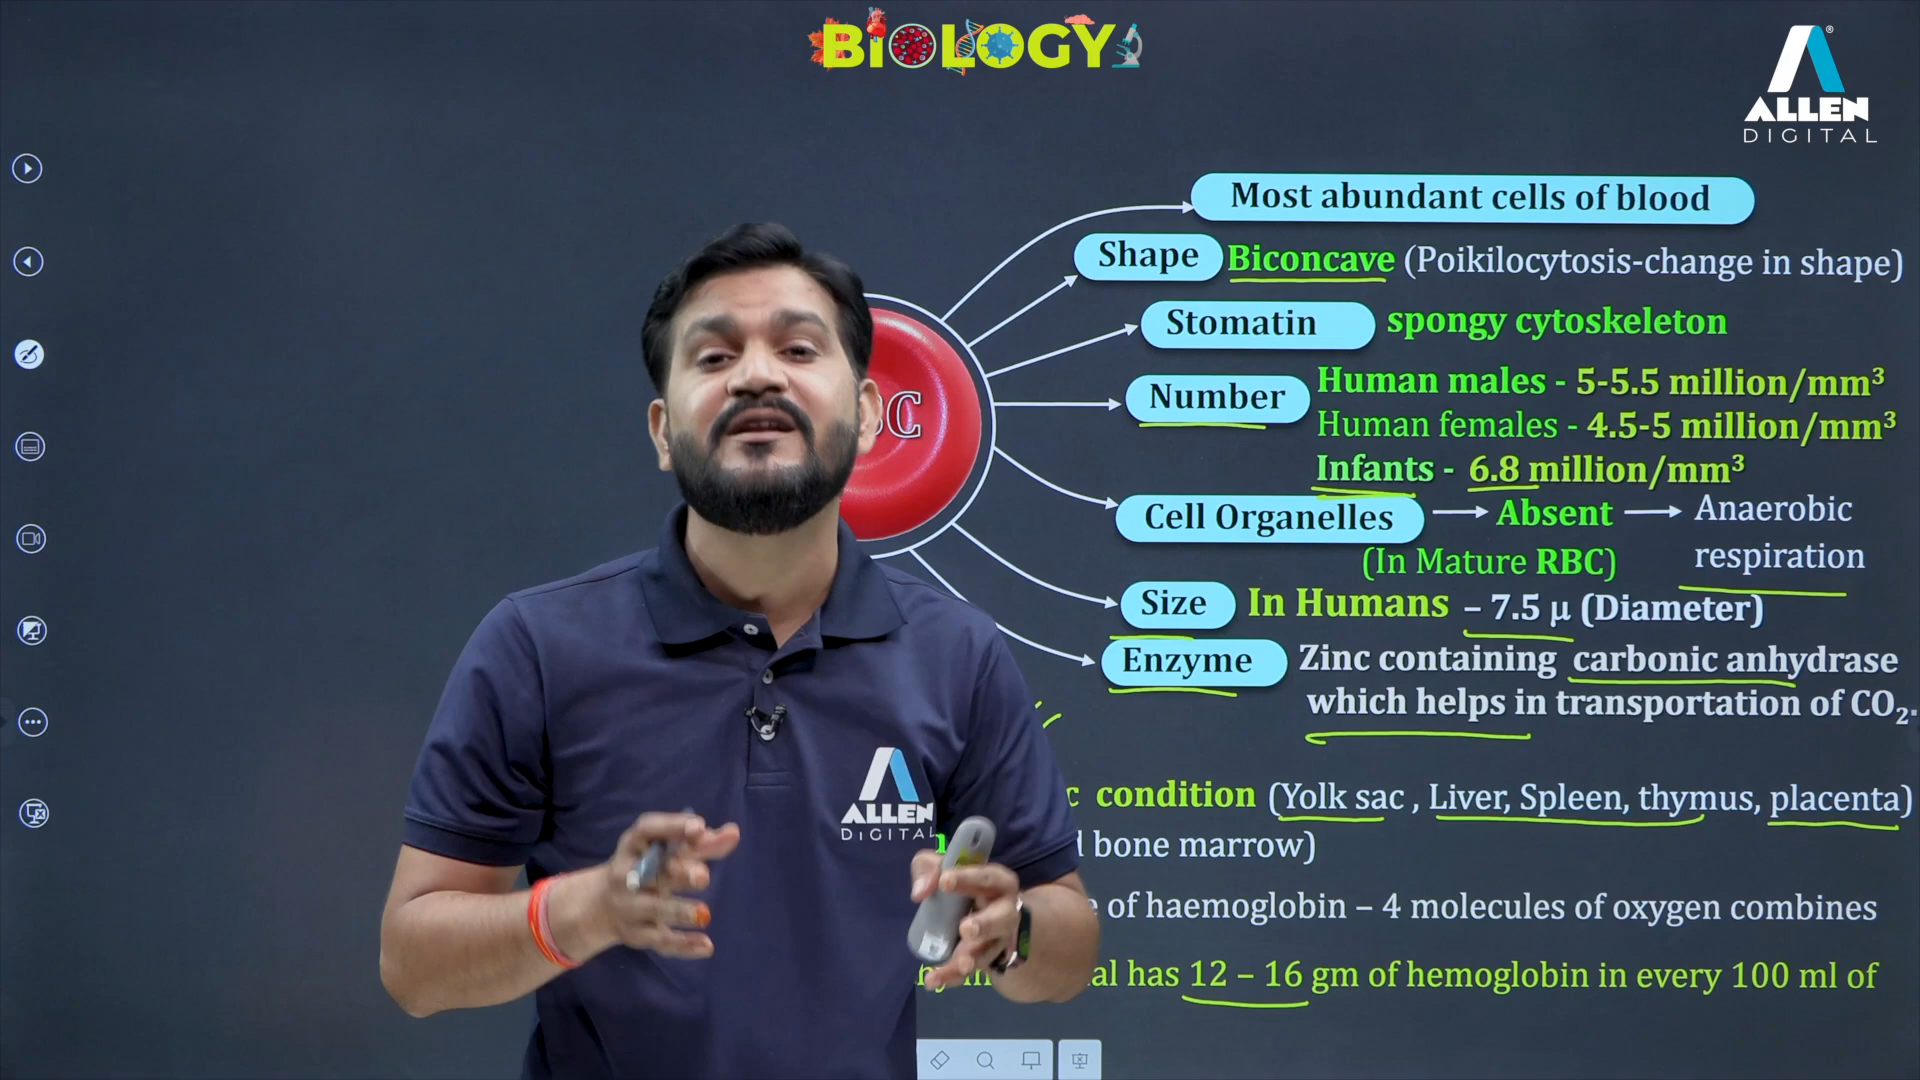 BIOLOGY
ALLEN
DIGITAL
Most abundant cells of blood
Shape Biconcave (Poikilocytosis-change in shape)
Stomatin spongy cytoskeleton
Number Human males - 5-5.5 million/mm³
Human females - 4.5-5 million/mm³
Infants - 6.8 million/mm³
Cell Organelles Absent Anaerobic
(In Mature RBC) respiration
Size In Humans – 7.5 µ (Diameter)
Enzyme Zinc containing carbonic anhydrase
which helps in transportation of CO₂.
condition (Yolk sac , Liver, Spleen, thymus, placenta)
bone marrow)
of haemoglobin – 4 molecules of oxygen combines
has 12 – 16 gm of hemoglobin in every 100 ml of
ALLEN
DIGITAL